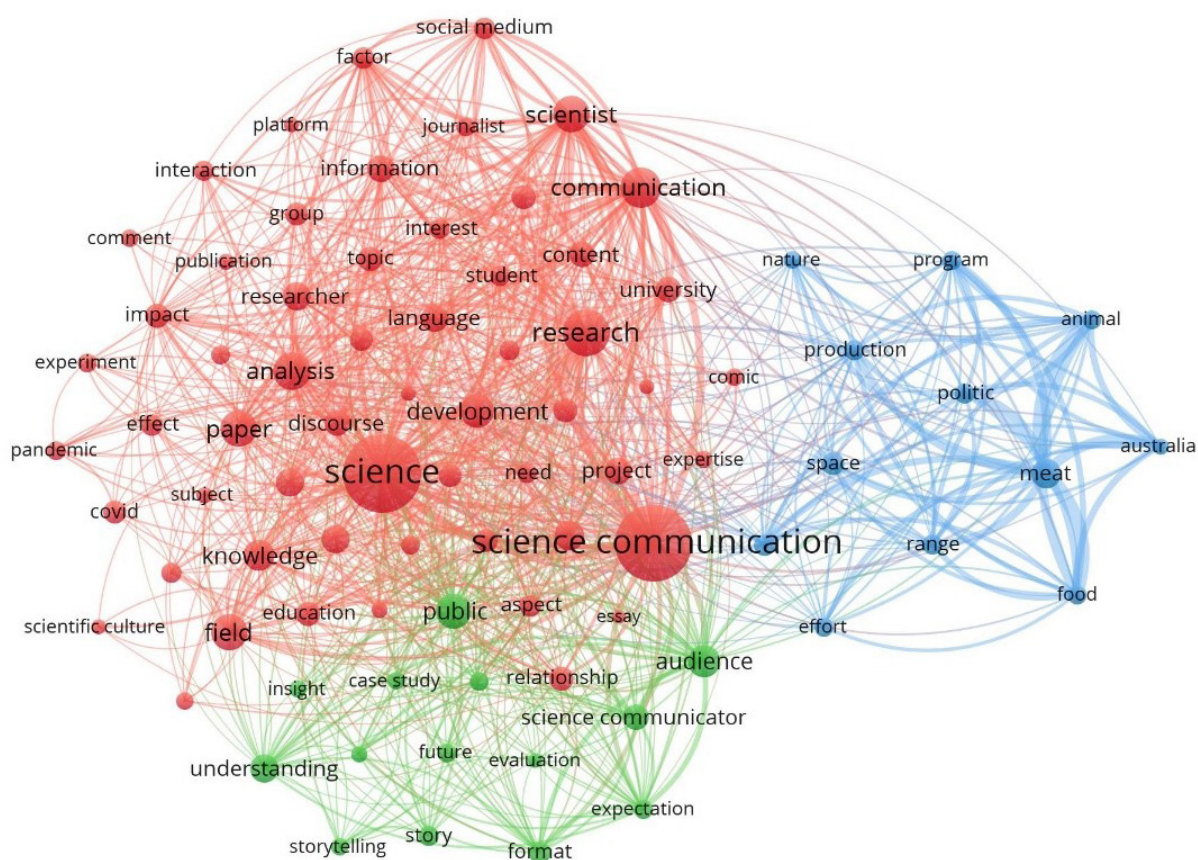 social medium
factor
scientist
platform
journalist
interaction
information
communication
group
interest
comment
publication
topic
content
nature
program
student
researcher
university
impact
language
animal
research
production
experiment
analysis
comic
politic
development
effect
paper
discourse
pandemic
australia
science
need
project
expertise
space
meat
subject
covid
science communication
range
knowledge
food
education
public
aspect
essay
scientific culture
field
effort
audience
insight
case study
relationship
science communicator
understanding
future
evaluation
expectation
storytelling
story
format